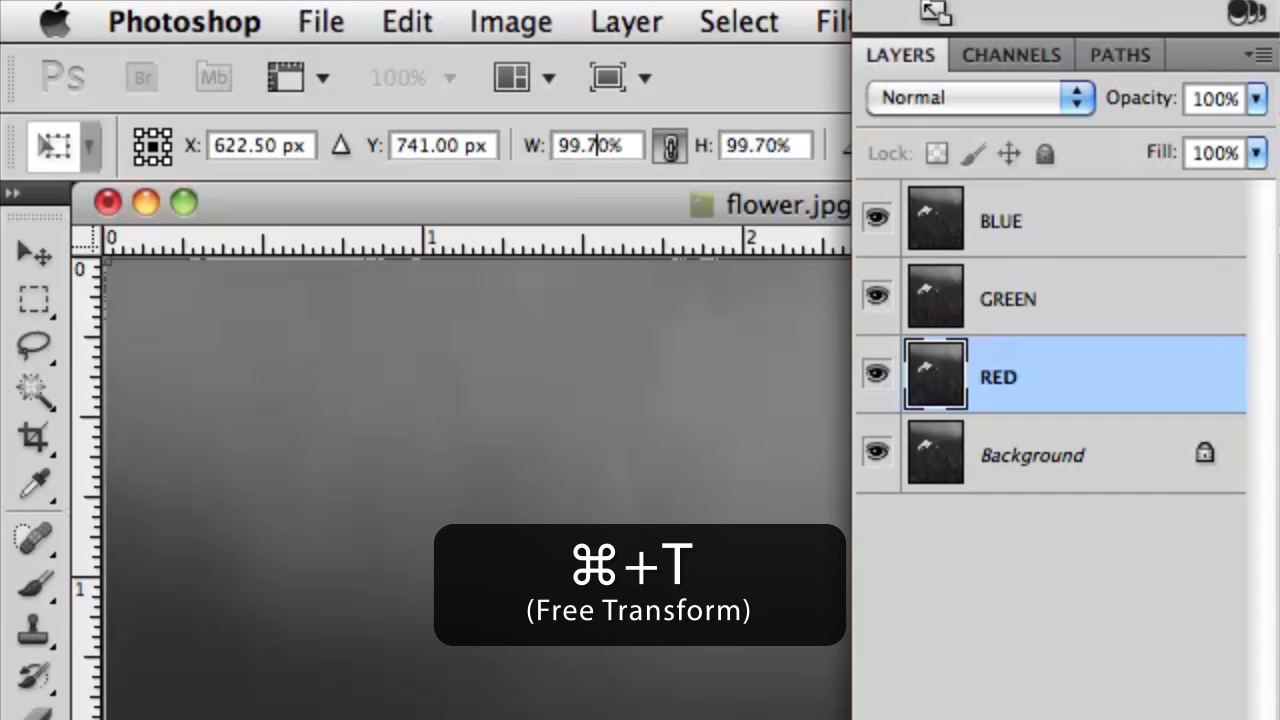 Photoshop File Edit Image Layer Select Fil
Ps Br Mb 100%
X: 622.50 px Y: 741.00 px W: 99.70% H: 99.70%
flower.jpg
0 1 2
0
1
LAYERS CHANNELS PATHS
Normal Opacity: 100%
Lock: Fill: 100%
BLUE
GREEN
RED
Background
⌘+T
(Free Transform)